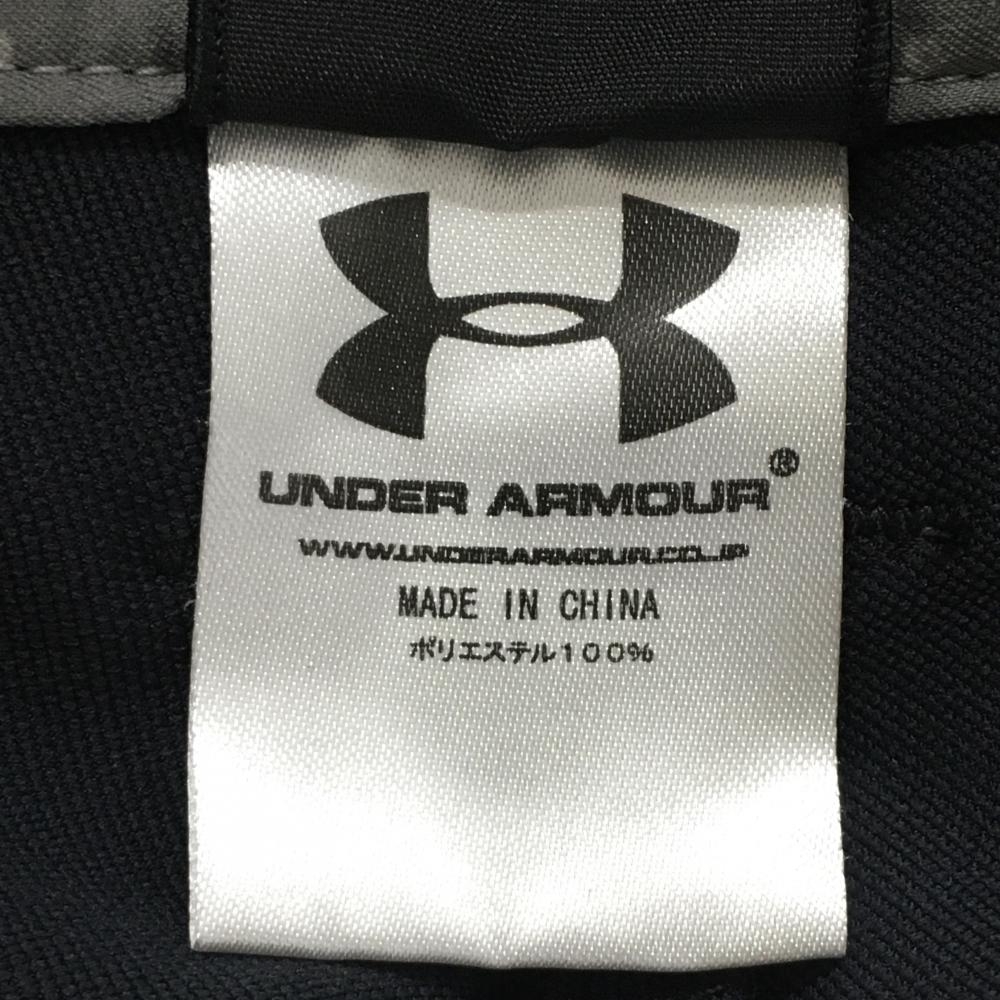 UNDER ARMOUR®
WWW.UNDERARMOUR.CO.JP
MADE IN CHINA
ポリエステル100%